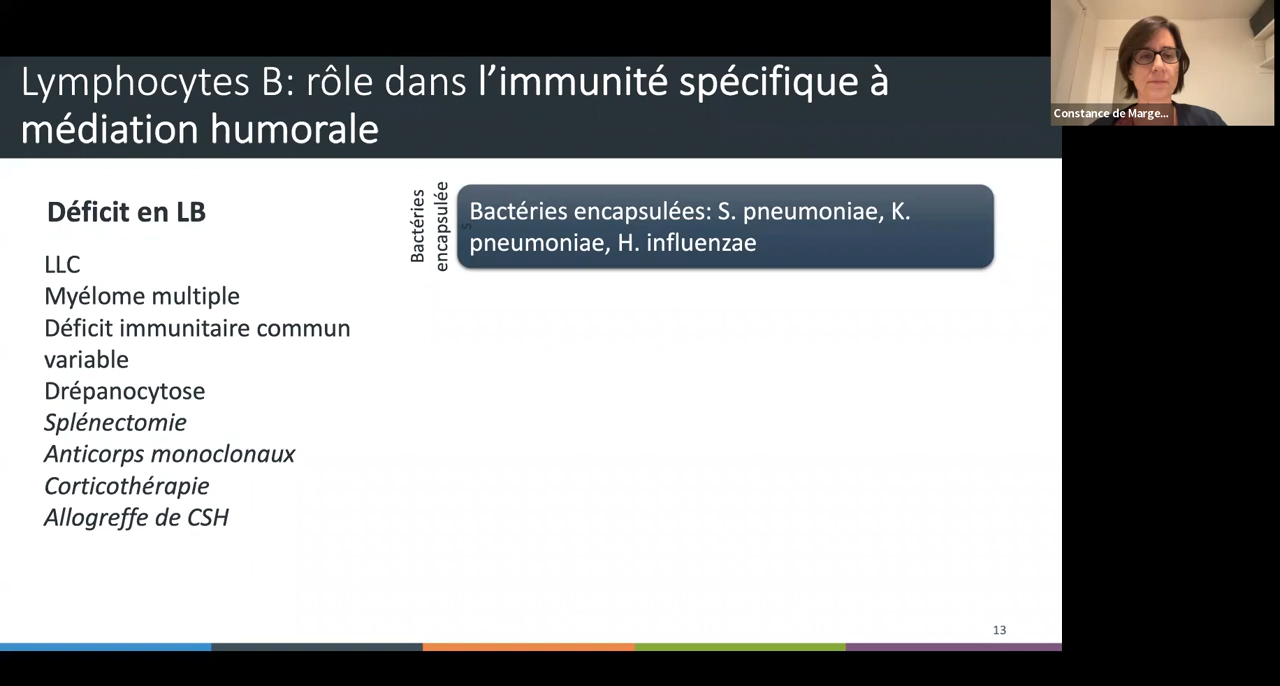 Lymphocytes B: rôle dans l’immunité spécifique à
médiation humorale
Constance de Marge...
Déficit en LB
LLC
Myélome multiple
Déficit immunitaire commun
variable
Drépanocytose
Splénectomie
Anticorps monoclonaux
Corticothérapie
Allogreffe de CSH
Bactéries
encapsulée
s
Bactéries encapsulées: S. pneumoniae, K.
pneumoniae, H. influenzae
13